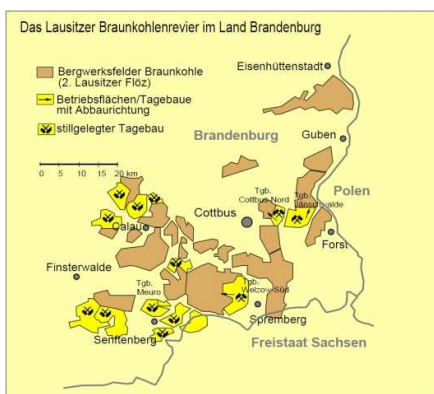 Das Lausitzer Braunkohlenrevier im Land Brandenburg
Bergwerksfelder Braunkohle
(2. Lausitzer Flöz)
Betriebsflächen/Tagebaue
mit Abbaurichtung
stillgelegter Tagebau
0 10 20 km
Eisenhüttenstadt
Brandenburg
Guben
Polen
Tgb.
Cottbus-Nord
Tgb.
Jänschwalde
Cottbus
Calau
Forst
Finsterwalde
Tgb.
Meuro
Tgb.
Welzow-Süd
Spremberg
Senftenberg
Freistaat Sachsen